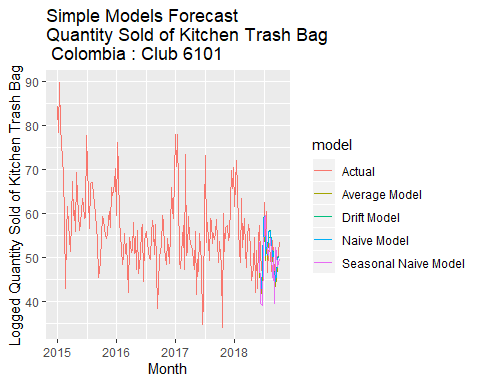 Simple Models Forecast
Quantity Sold of Kitchen Trash Bag
Colombia : Club 6101
Logged Quantity Sold of Kitchen Trash Bag
90
80
70
60
50
40
2015
2016
2017
2018
Month
model
Actual
Average Model
Drift Model
Naive Model
Seasonal Naive Model